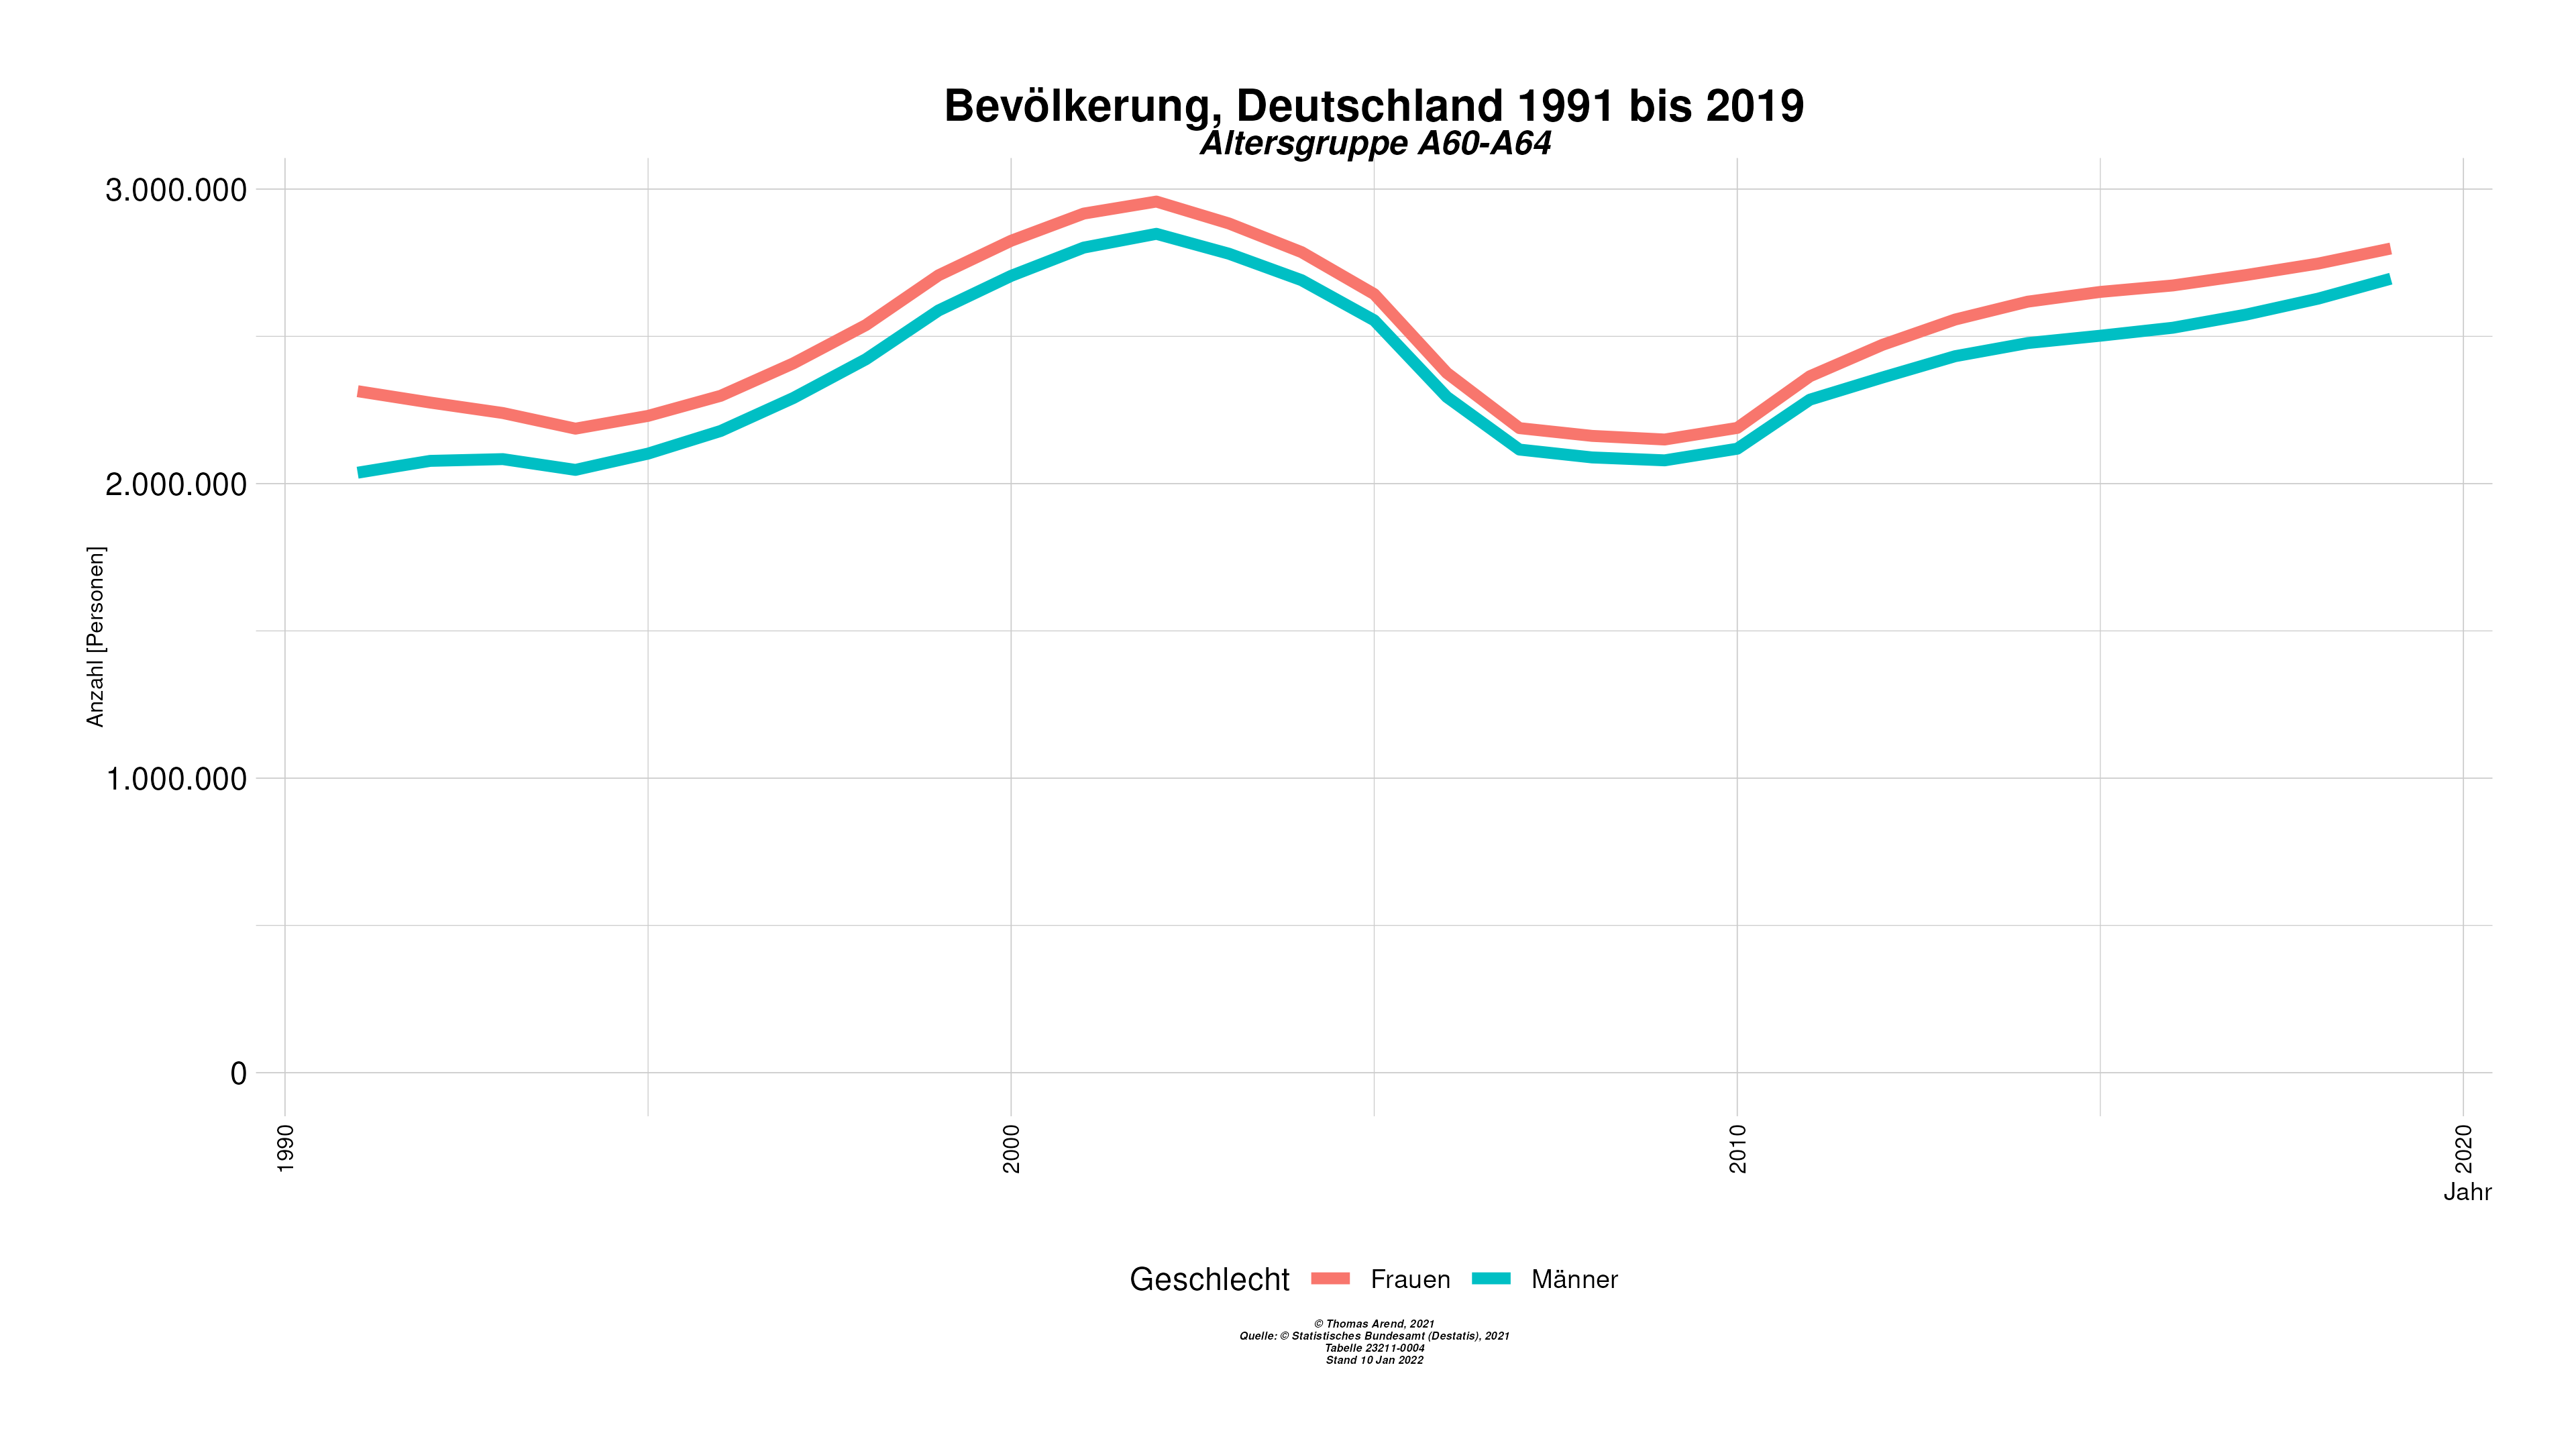 Bevölkerung, Deutschland 1991 bis 2019
Altersgruppe A60-A64
Anzahl [Personen]
3.000.000
2.000.000
1.000.000
0
1990
2000
2010
2020
Jahr
Geschlecht Frauen Männer
© Thomas Arend, 2021
Quelle: © Statistisches Bundesamt (Destatis), 2021
Tabelle 23211-0004
Stand 10 Jan 2022